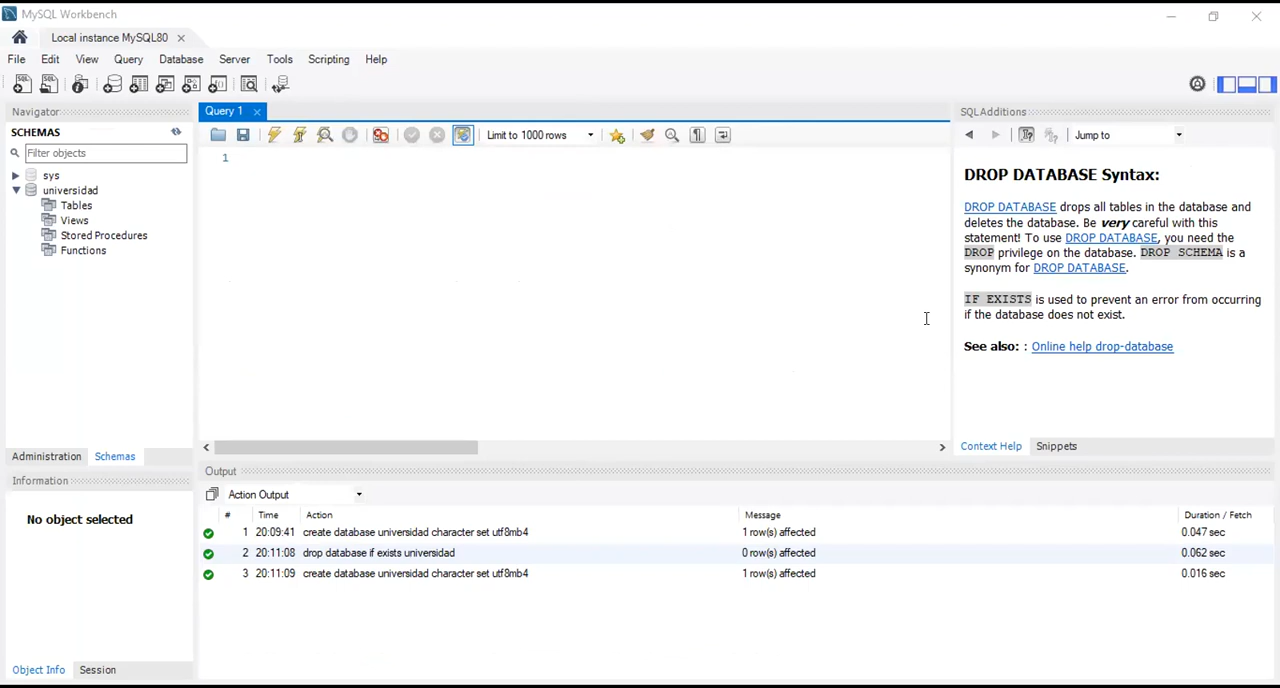 MySQL Workbench
Local instance MySQL80
File Edit View Query Database Server Tools Scripting Help
Navigator
SCHEMAS
Filter objects
sys
universidad
Tables
Views
Stored Procedures
Functions
Administration Schemas
Information
No object selected
Object Info Session
Query 1
Limit to 1000 rows
1
SQLAdditions
Jump to
DROP DATABASE Syntax:
DROP DATABASE drops all tables in the database and
deletes the database. Be very careful with this
statement! To use DROP DATABASE, you need the
DROP privilege on the database. DROP SCHEMA is a
synonym for DROP DATABASE.
IF EXISTS is used to prevent an error from occurring
if the database does not exist.
See also: : Online help drop-database
Context Help Snippets
Output
Action Output
# Time Action Message Duration / Fetch
1 20:09:41 create database universidad character set utf8mb4 1 row(s) affected 0.047 sec
2 20:11:08 drop database if exists universidad 0 row(s) affected 0.062 sec
3 20:11:09 create database universidad character set utf8mb4 1 row(s) affected 0.016 sec